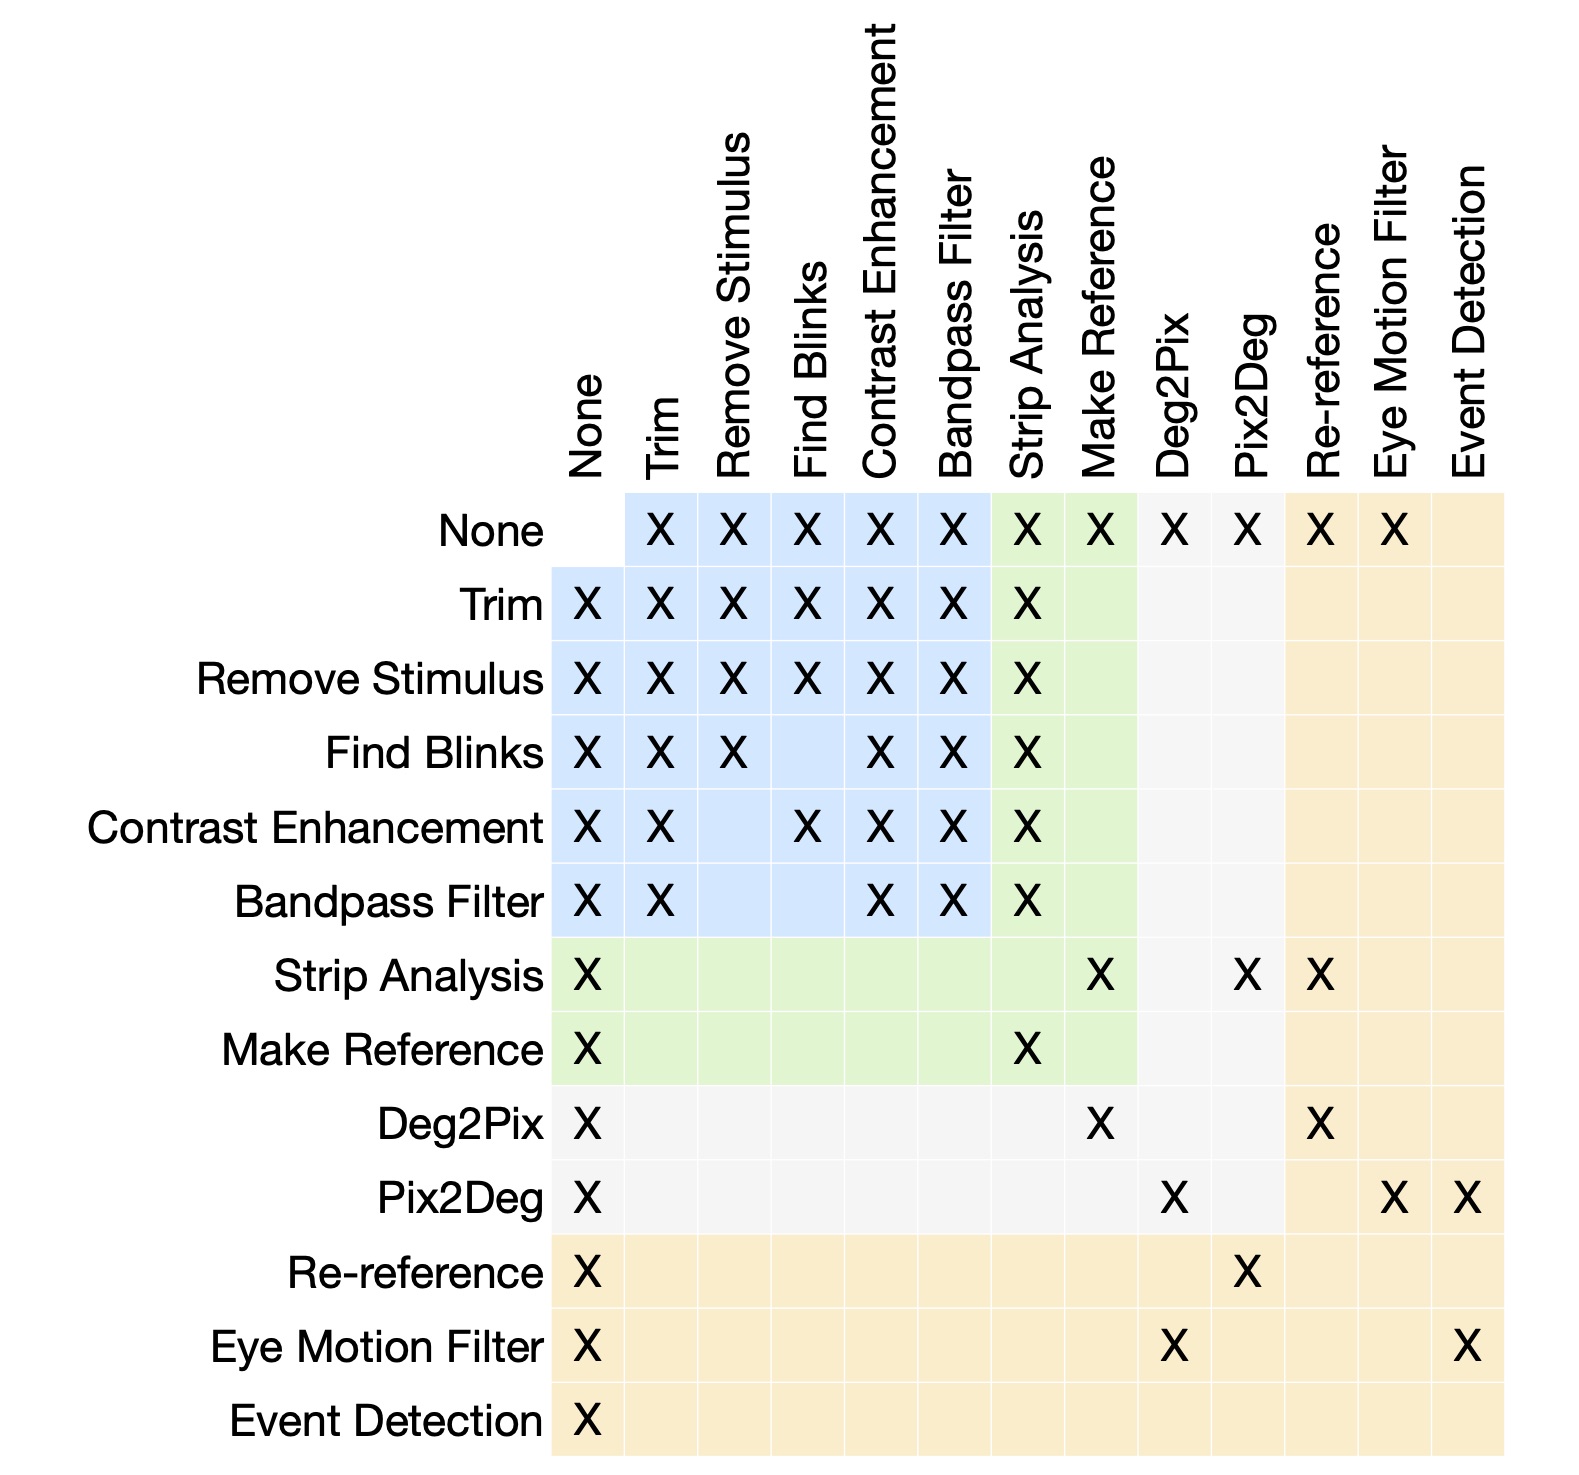 None
Trim
Remove Stimulus
Find Blinks
Contrast Enhancement
Bandpass Filter
Strip Analysis
Make Reference
Deg2Pix
Pix2Deg
Re-reference
Eye Motion Filter
Event Detection
None X X X X X X X X X X X
Trim X X X X X X X
Remove Stimulus X X X X X X X
Find Blinks X X X X X X
Contrast Enhancement X X X X X X
Bandpass Filter X X X X X
Strip Analysis X X X X
Make Reference X X
Deg2Pix X X X
Pix2Deg X X X X
Re-reference X X
Eye Motion Filter X X X
Event Detection X